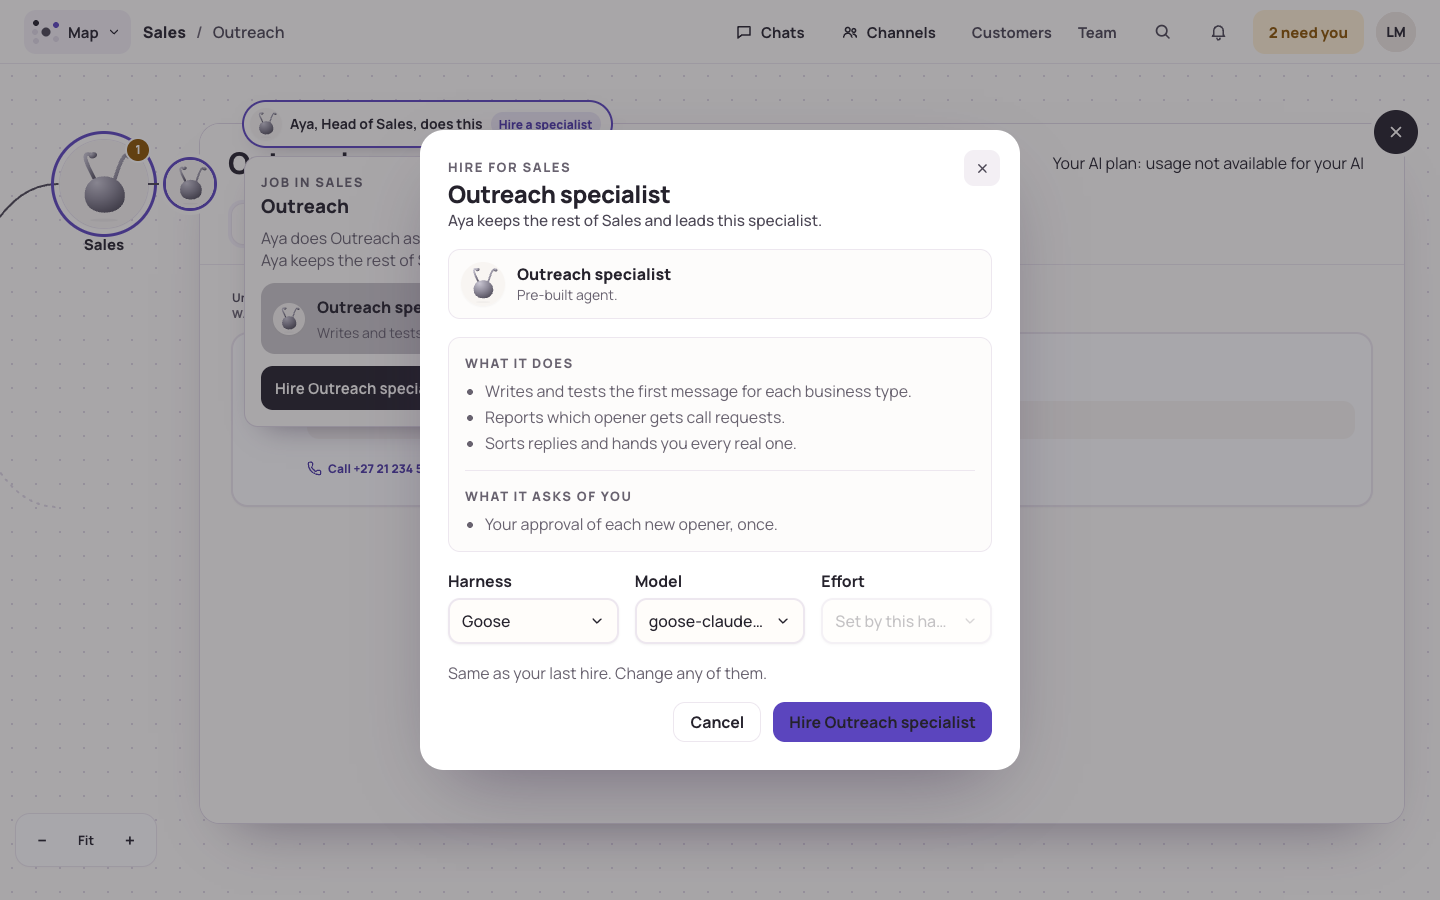 Map
Sales / Outreach
Chats
Channels
Customers
Team
2 need you
LM
Aya, Head of Sales, does this
Hire a specialist
1
Sales
Your AI plan: usage not available for your AI
JOB IN SALES
Outreach
Aya does Outreach as
Aya keeps the rest of
Outreach spe
Writes and tests
Hire Outreach speci
Call +27 21 234
HIRE FOR SALES
Outreach specialist
Aya keeps the rest of Sales and leads this specialist.
Outreach specialist
Pre-built agent.
WHAT IT DOES
Writes and tests the first message for each business type.
Reports which opener gets call requests.
Sorts replies and hands you every real one.
WHAT IT ASKS OF YOU
Your approval of each new opener, once.
Harness
Model
Effort
Goose
goose-claude...
Set by this ha...
Same as your last hire. Change any of them.
Cancel
Hire Outreach specialist
− Fit +